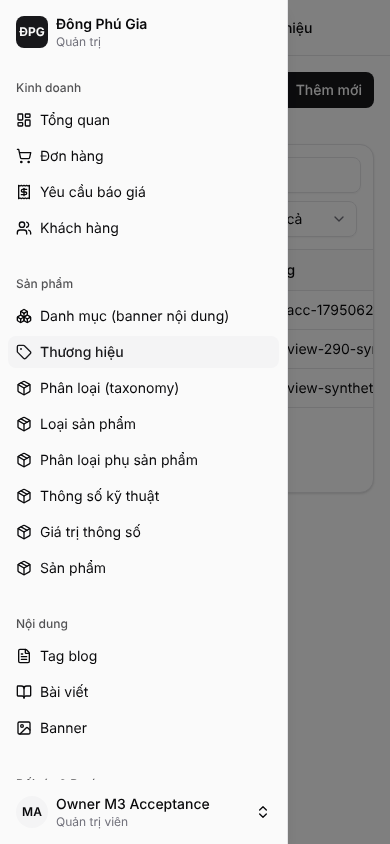 ĐPG
Đông Phú Gia
Quản trị
Kinh doanh
Tổng quan
Đơn hàng
Yêu cầu báo giá
Khách hàng
Sản phẩm
Danh mục (banner nội dung)
Thương hiệu
Phân loại (taxonomy)
Loại sản phẩm
Phân loại phụ sản phẩm
Thông số kỹ thuật
Giá trị thông số
Sản phẩm
Nội dung
Tag blog
Bài viết
Banner
MA
Owner M3 Acceptance
Quản trị viên
hiệu
Thêm mới
cả
g
acc-1795062
view-290-syn
view-synthet